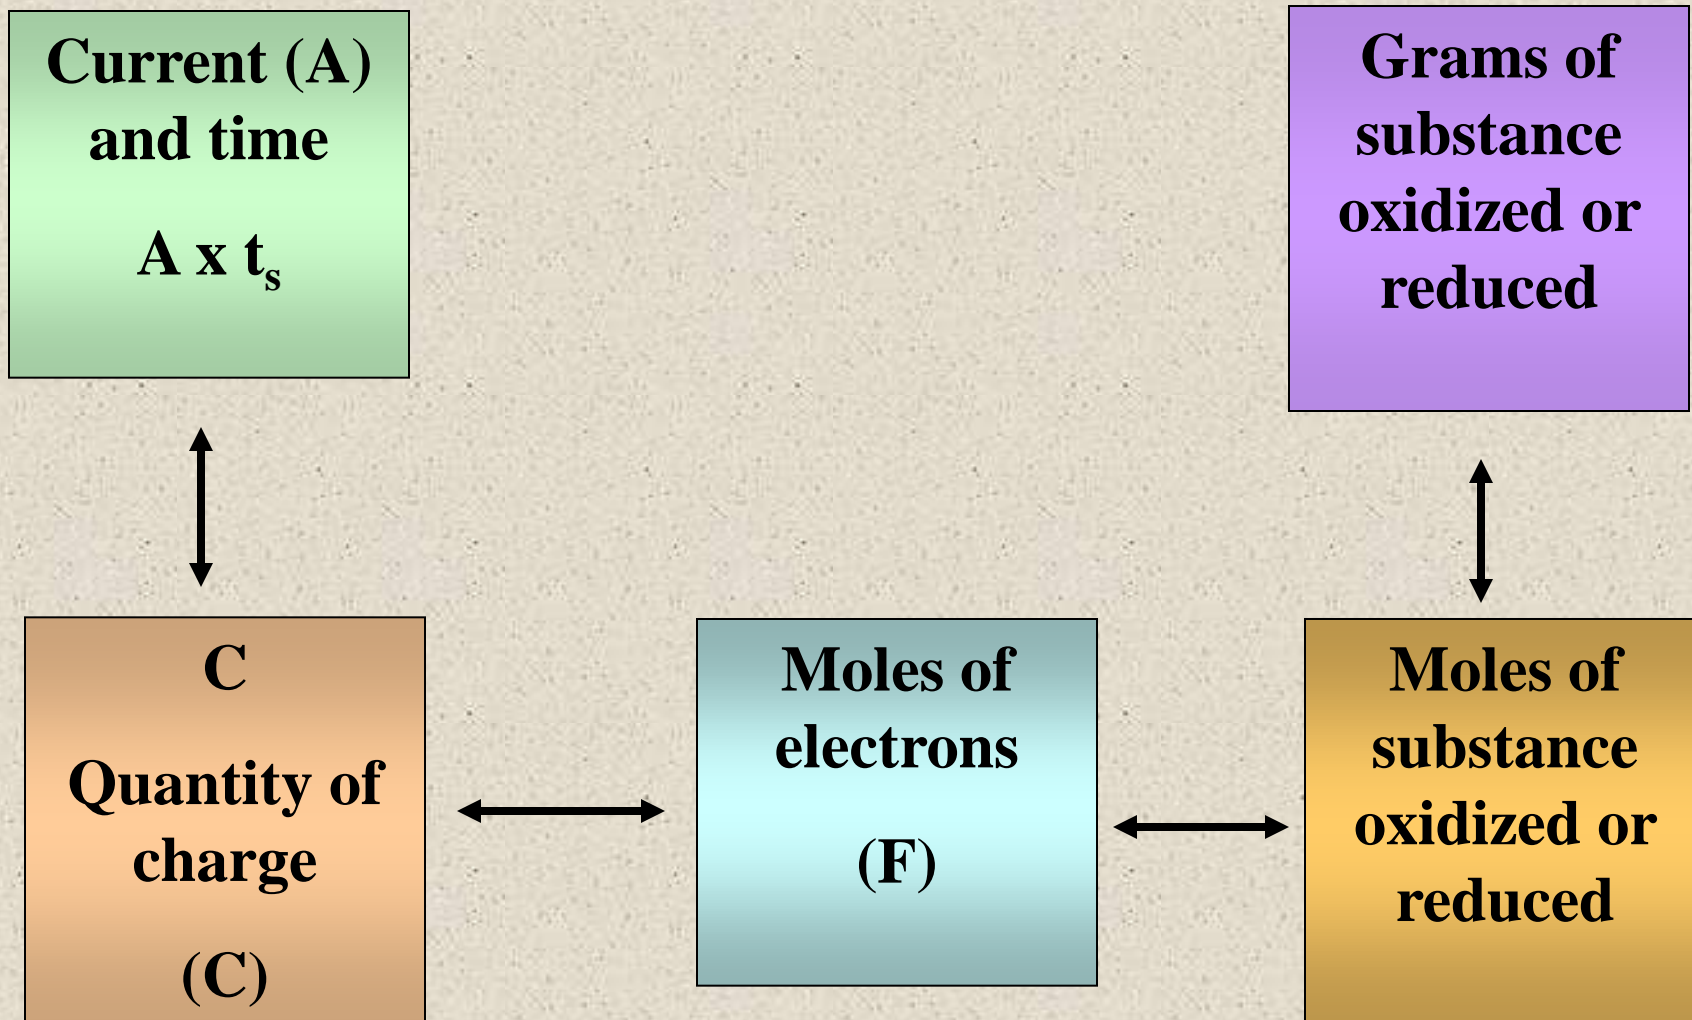 Current (A)
and time
A x tₛ
Grams of
substance
oxidized or
reduced
C
Quantity of
charge
(C)
Moles of
electrons
(F)
Moles of
substance
oxidized or
reduced